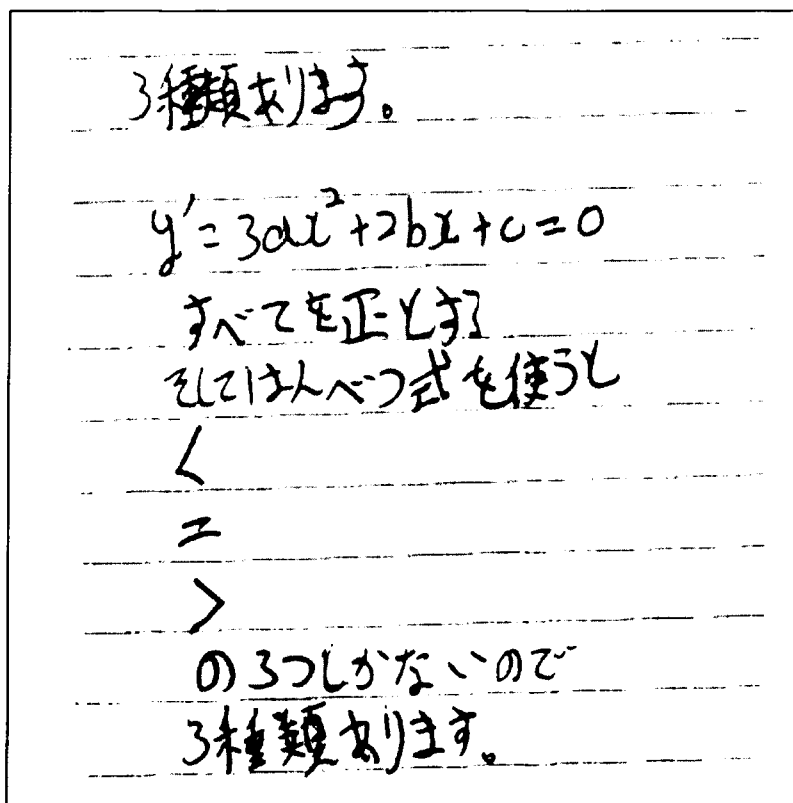 3種類あります。
y'=3ax²+2bx+c=0
すべてを正とする
そしてはんべつ式を使うと
<
=
>
の3つしかないので
3種類あります。